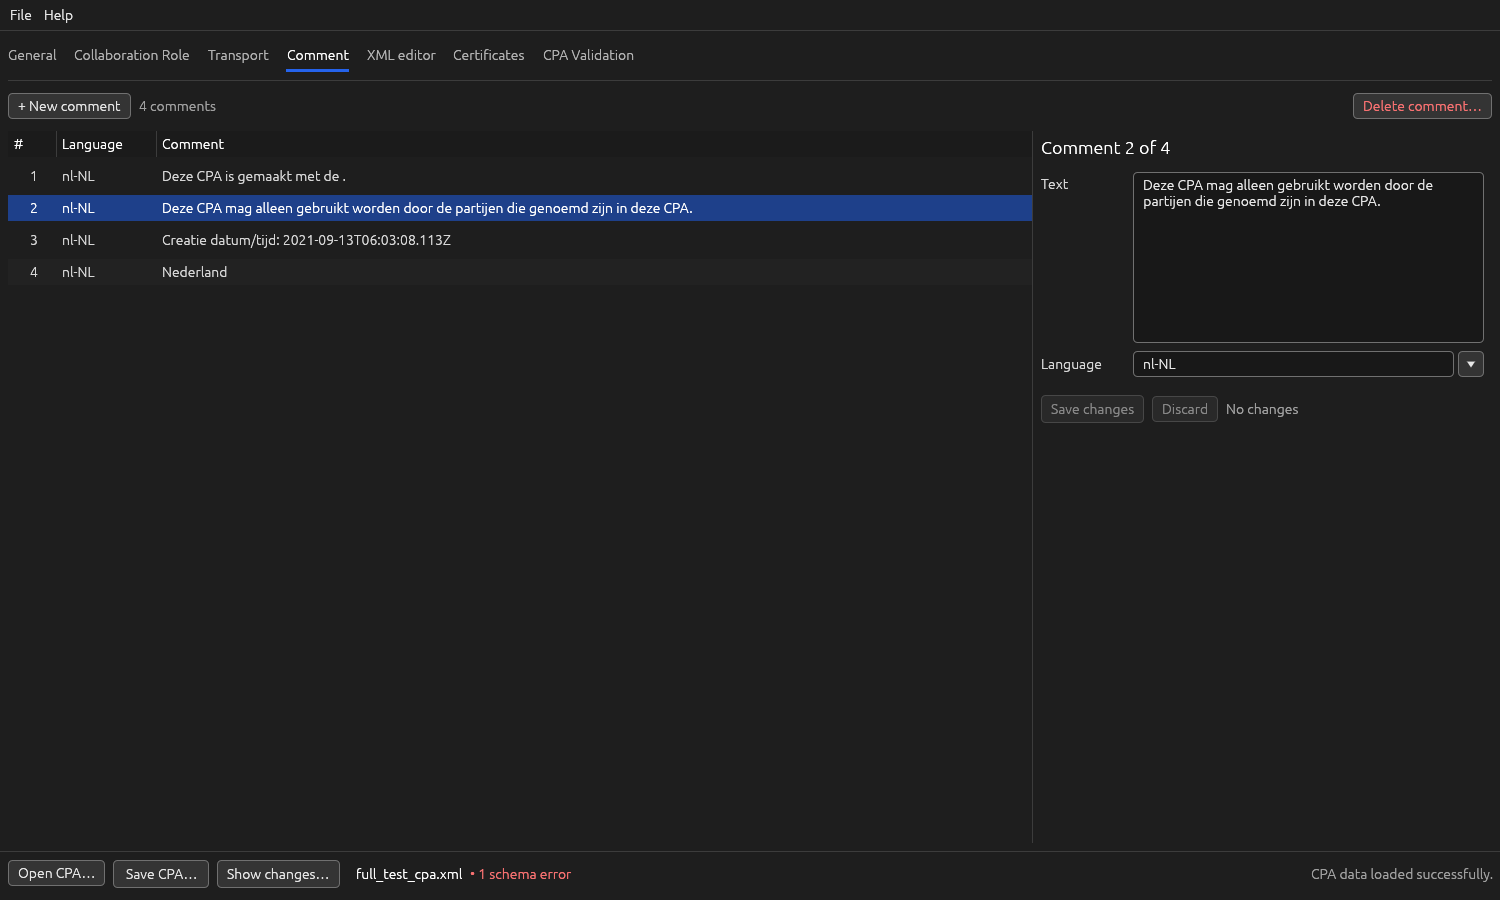 File Help
General Collaboration Role Transport Comment XML editor Certificates CPA Validation
+ New comment 4 comments Delete comment...
# Language Comment
1 nl-NL Deze CPA is gemaakt met de .
2 nl-NL Deze CPA mag alleen gebruikt worden door de partijen die genoemd zijn in deze CPA.
3 nl-NL Creatie datum/tijd: 2021-09-13T06:03:08.113Z
4 nl-NL Nederland
Comment 2 of 4
Text Deze CPA mag alleen gebruikt worden door de
partijen die genoemd zijn in deze CPA.
Language nl-NL
Save changes Discard No changes
Open CPA... Save CPA... Show changes... full_test_cpa.xml • 1 schema error CPA data loaded successfully.